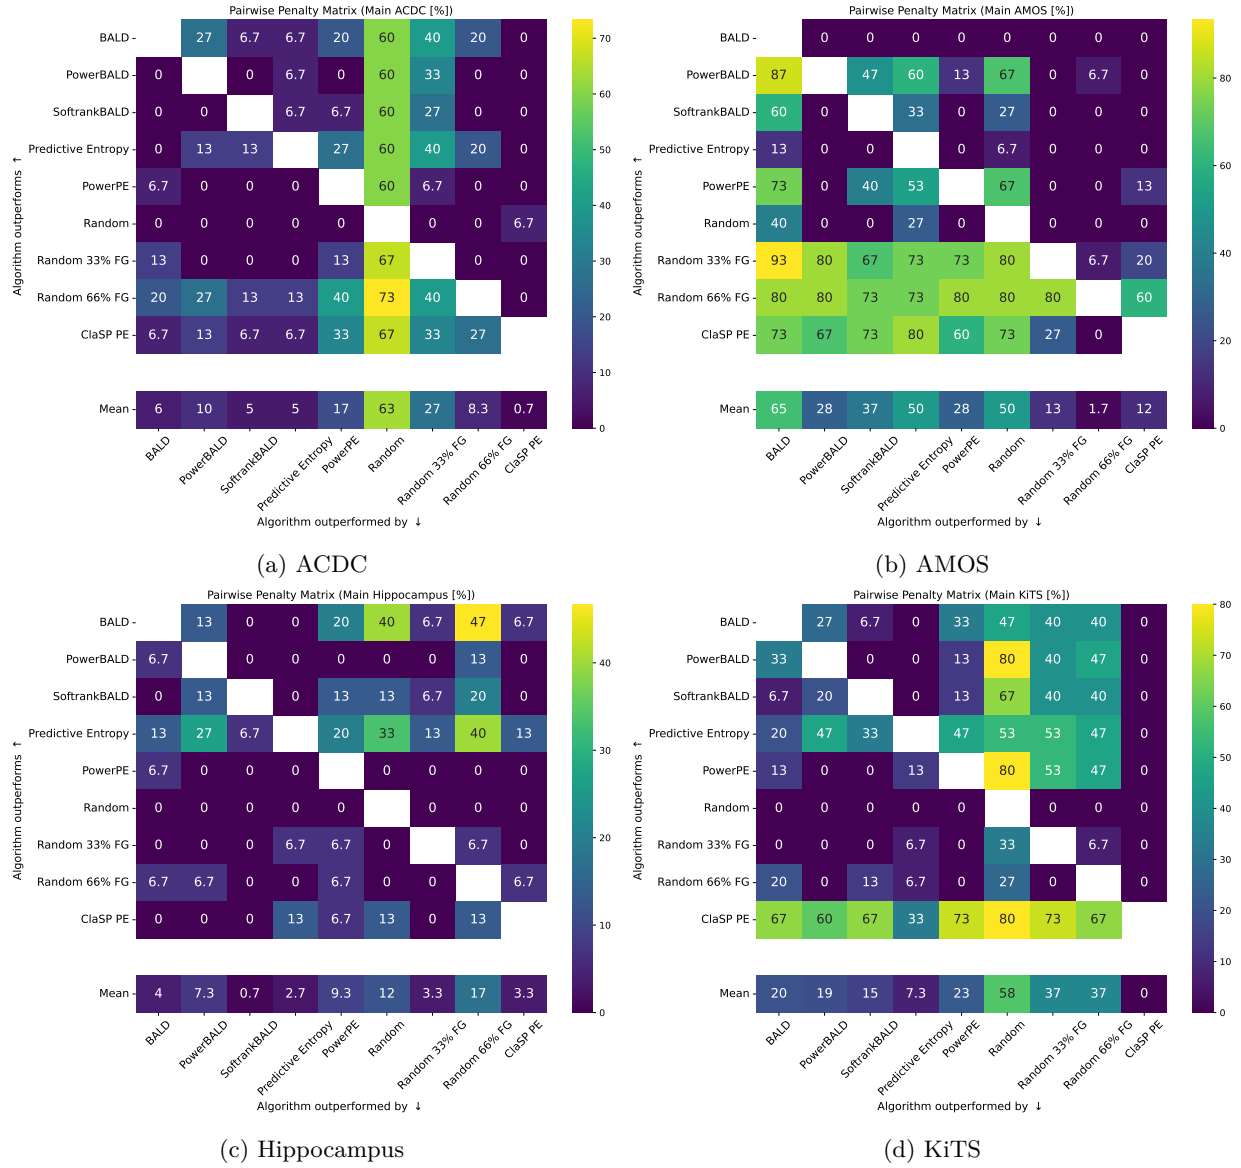 Pairwise Penalty Matrix (Main ACDC [%])
Algorithm outperforms ↑
BALD 27 6.7 6.7 20 60 40 20 0
PowerBALD 0 0 6.7 0 60 33 0 0
SoftrankBALD 0 0 6.7 6.7 60 27 0 0
Predictive Entropy 0 13 13 27 60 40 20 0
PowerPE 6.7 0 0 0 60 6.7 0 0
Random 0 0 0 0 0 0 0 6.7
Random 33% FG 13 0 0 0 13 67 0 0
Random 66% FG 20 27 13 13 40 73 40 0
ClaSP PE 6.7 13 6.7 6.7 33 67 33 27
Mean 6 10 5 5 17 63 27 8.3 0.7
BALD PowerBALD SoftrankBALD Predictive Entropy PowerPE Random Random 33% FG Random 66% FG ClaSP PE
Algorithm outperformed by ↓
70
60
50
40
30
20
10
0
(a) ACDC
Pairwise Penalty Matrix (Main AMOS [%])
Algorithm outperforms ↑
BALD 0 0 0 0 0 0 0 0
PowerBALD 87 47 60 13 67 0 6.7 0
SoftrankBALD 60 0 33 0 27 0 0 0
Predictive Entropy 13 0 0 0 6.7 0 0 0
PowerPE 73 0 40 53 67 0 0 13
Random 40 0 0 27 0 0 0 0
Random 33% FG 93 80 67 73 73 80 6.7 20
Random 66% FG 80 80 73 73 80 80 80 60
ClaSP PE 73 67 73 80 60 73 27 0
Mean 65 28 37 50 28 50 13 1.7 12
BALD PowerBALD SoftrankBALD Predictive Entropy PowerPE Random Random 33% FG Random 66% FG ClaSP PE
Algorithm outperformed by ↓
80
60
40
20
0
(b) AMOS
Pairwise Penalty Matrix (Main Hippocampus [%])
Algorithm outperforms ↑
BALD 13 0 0 20 40 6.7 47 6.7
PowerBALD 6.7 0 0 0 0 0 13 0
SoftrankBALD 0 13 0 13 13 6.7 20 0
Predictive Entropy 13 27 6.7 20 33 13 40 13
PowerPE 6.7 0 0 0 0 0 0 0
Random 0 0 0 0 0 0 0 0
Random 33% FG 0 0 0 6.7 6.7 0 6.7 0
Random 66% FG 6.7 6.7 0 0 6.7 0 0 6.7
ClaSP PE 0 0 0 13 6.7 13 0 13
Mean 4 7.3 0.7 2.7 9.3 12 3.3 17 3.3
BALD PowerBALD SoftrankBALD Predictive Entropy PowerPE Random Random 33% FG Random 66% FG ClaSP PE
Algorithm outperformed by ↓
40
30
20
10
0
(c) Hippocampus
Pairwise Penalty Matrix (Main KiTS [%])
Algorithm outperforms ↑
BALD 27 6.7 0 33 47 40 40 0
PowerBALD 33 0 0 13 80 40 47 0
SoftrankBALD 6.7 20 0 13 67 40 40 0
Predictive Entropy 20 47 33 47 53 53 47 0
PowerPE 13 0 0 13 80 53 47 0
Random 0 0 0 0 0 0 0 0
Random 33% FG 0 0 0 6.7 0 33 6.7 0
Random 66% FG 20 0 13 6.7 0 27 0 0
ClaSP PE 67 60 67 33 73 80 73 67
Mean 20 19 15 7.3 23 58 37 37 0
BALD PowerBALD SoftrankBALD Predictive Entropy PowerPE Random Random 33% FG Random 66% FG ClaSP PE
Algorithm outperformed by ↓
80
70
60
50
40
30
20
10
0
(d) KiTS